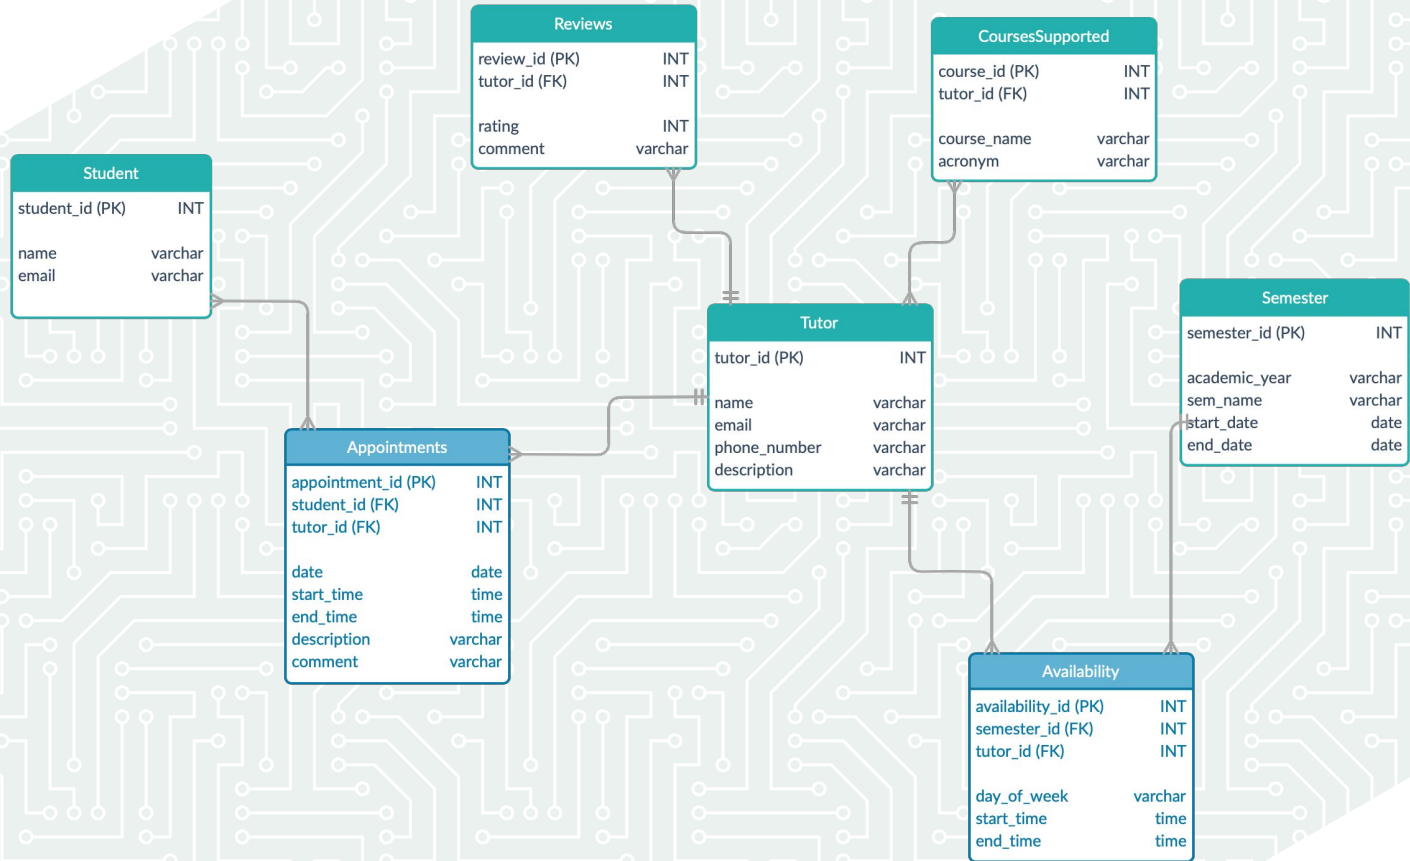 Reviews
review_id (PK) INT
tutor_id (FK) INT
rating INT
comment varchar
CoursesSupported
course_id (PK) INT
tutor_id (FK) INT
course_name varchar
acronym varchar
Student
student_id (PK) INT
name varchar
email varchar
Tutor
tutor_id (PK) INT
name varchar
email varchar
phone_number varchar
description varchar
Semester
semester_id (PK) INT
academic_year varchar
sem_name varchar
start_date date
end_date date
Appointments
appointment_id (PK) INT
student_id (FK) INT
tutor_id (FK) INT
date date
start_time time
end_time time
description varchar
comment varchar
Availability
availability_id (PK) INT
semester_id (FK) INT
tutor_id (FK) INT
day_of_week varchar
start_time time
end_time time